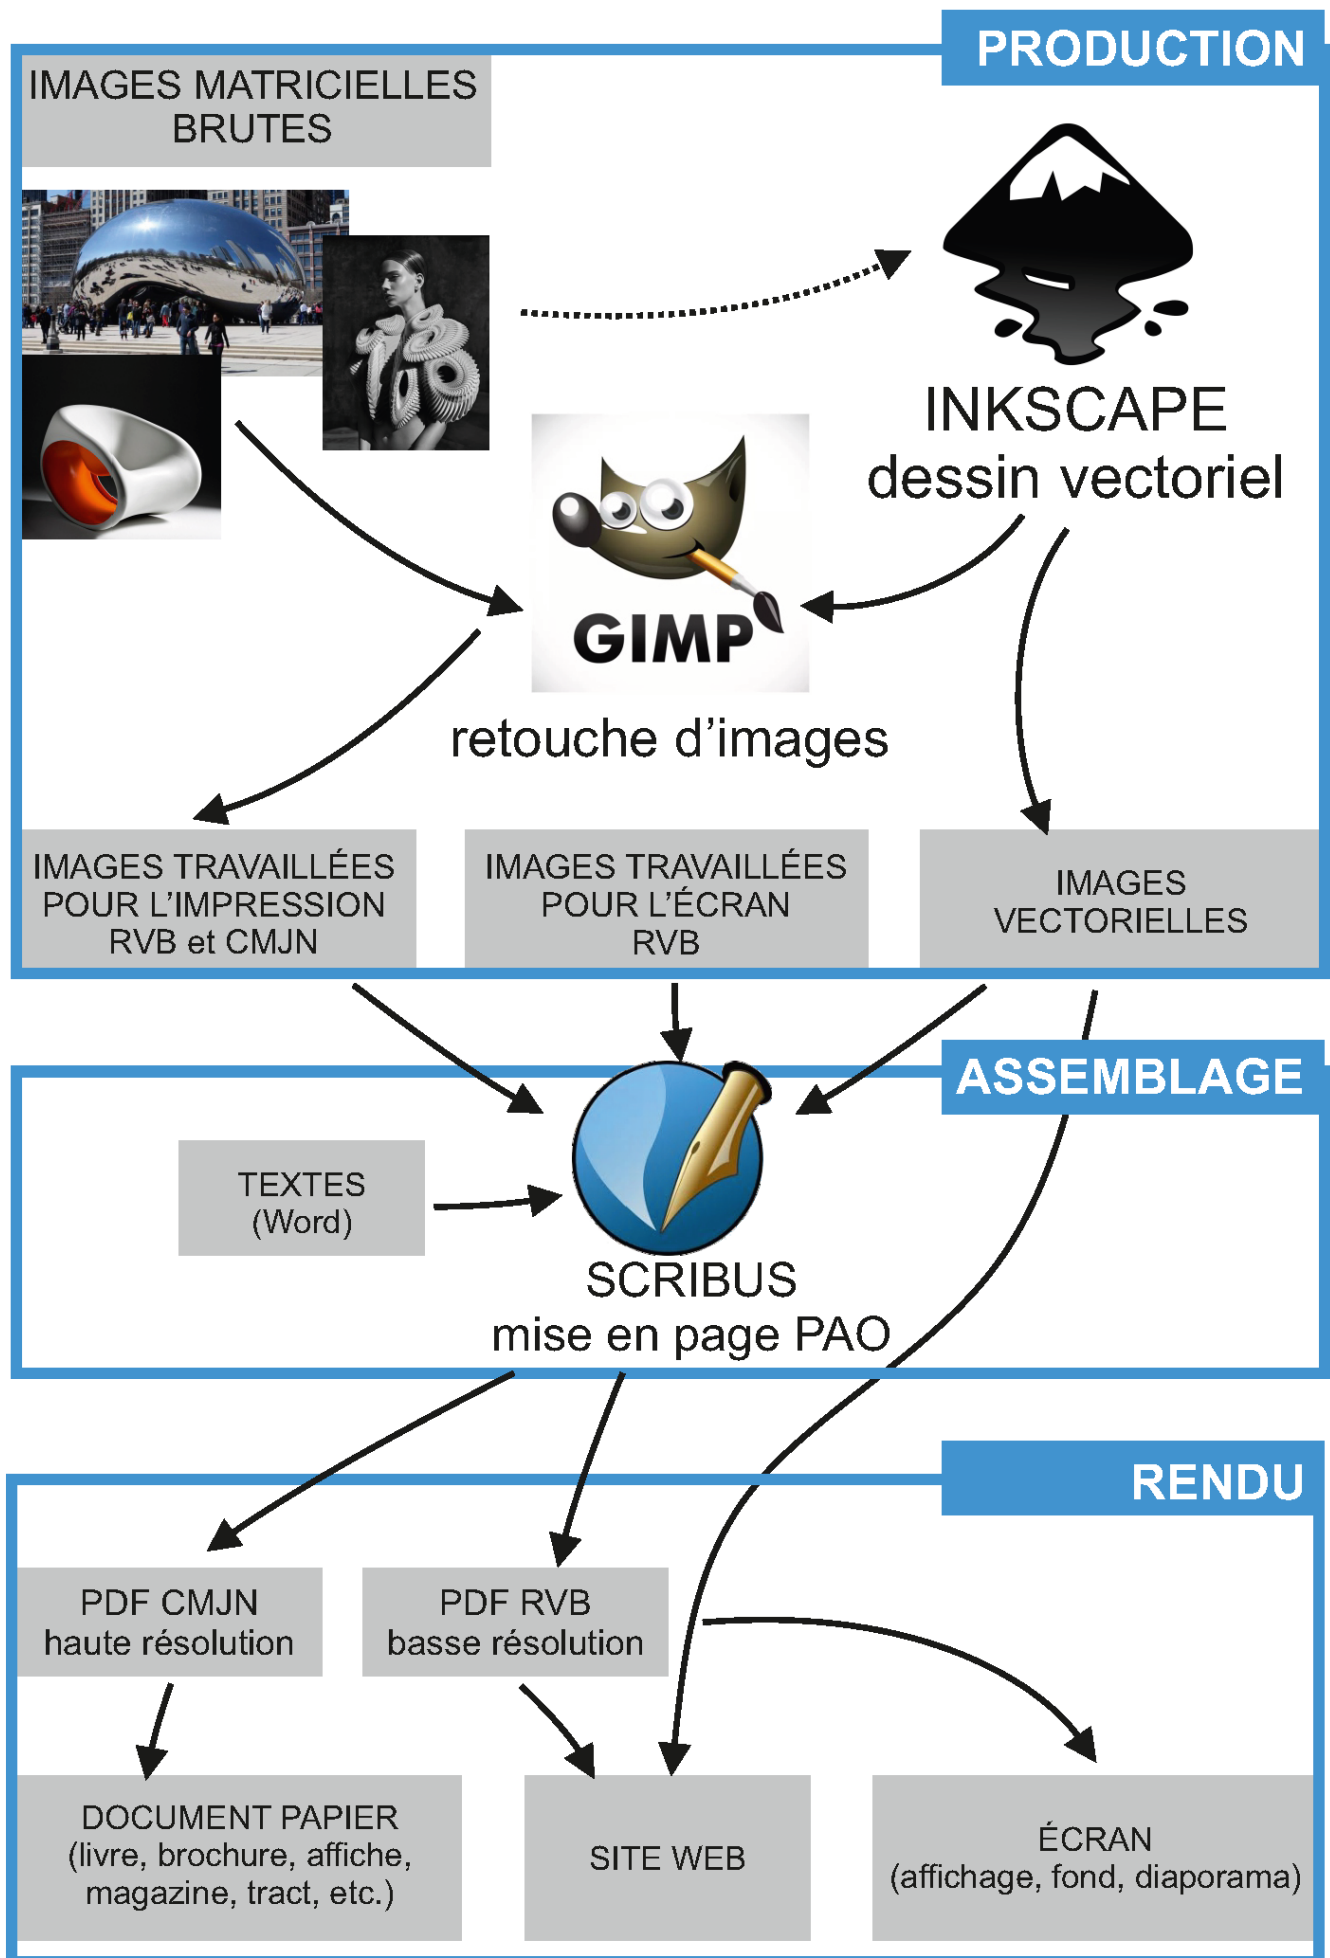 PRODUCTION
IMAGES MATRICIELLES
BRUTES
INKSCAPE
dessin vectoriel
GIMP
retouche d’images
IMAGES TRAVAILLÉES
POUR L’IMPRESSION
RVB et CMJN
IMAGES TRAVAILLÉES
POUR L’ÉCRAN
RVB
IMAGES
VECTORIELLES
ASSEMBLAGE
TEXTES
(Word)
SCRIBUS
mise en page PAO
RENDU
PDF CMJN
haute résolution
PDF RVB
basse résolution
DOCUMENT PAPIER
(livre, brochure, affiche,
magazine, tract, etc.)
SITE WEB
ÉCRAN
(affichage, fond, diaporama)